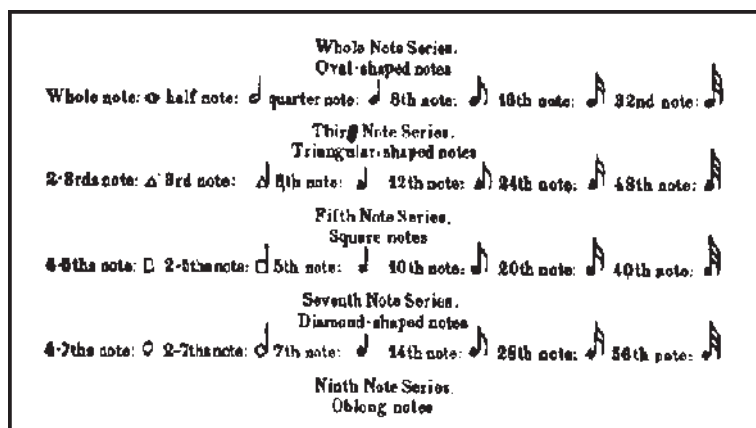 Whole Note Series.
Oval-shaped notes
Whole note: half note: quarter note: 8th note: 16th note: 32nd note:
Third Note Series.
Triangular-shaped notes
2-3rds note: 3rd note: 6th note: 12th note: 24th note: 48th note:
Fifth Note Series.
Square notes
4-5ths note: 2-5ths note: 5th note: 10th note: 20th note: 40th note:
Seventh Note Series.
Diamond-shaped notes
4-7ths note: 2-7ths note: 7th note: 14th note: 28th note: 56th note:
Ninth Note Series.
Oblong notes